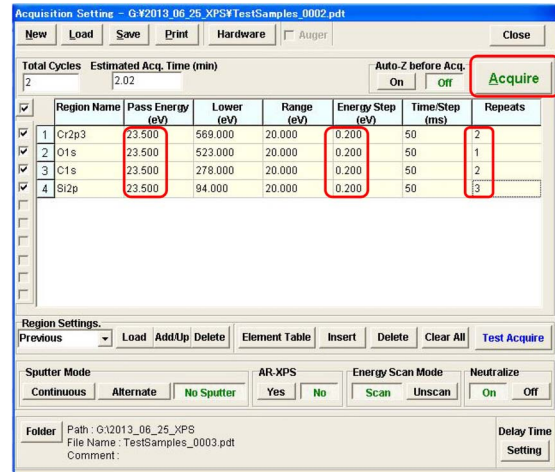 Acquisition Setting - G:¥2013_06_25_XPS¥TestSamples_0002.pdt
New Load Save Print Hardware Auger Close
Total Cycles Estimated Acq. Time (min) Auto-Z before Acq.
2 2.02 On Off Acquire
Region Name Pass Energy (eV) Lower (eV) Range (eV) Energy Step (eV) Time/Step (ms) Repeats
1 Cr2p3 23.500 569.000 20.000 0.200 50 2
2 O1s 23.500 523.000 20.000 0.200 50 1
3 C1s 23.500 278.000 20.000 0.200 50 2
4 Si2p 23.500 94.000 20.000 0.200 50 3
Region Settings.
Previous Load Add/Up Delete Element Table Insert Delete Clear All Test Acquire
Sputter Mode AR-XPS Energy Scan Mode Neutralize
Continuous Alternate No Sputter Yes No Scan Unscan On Off
Folder Path : G:\2013_06_25_XPS
File Name : TestSamples_0003.pdt
Comment :
Delay Time
Setting